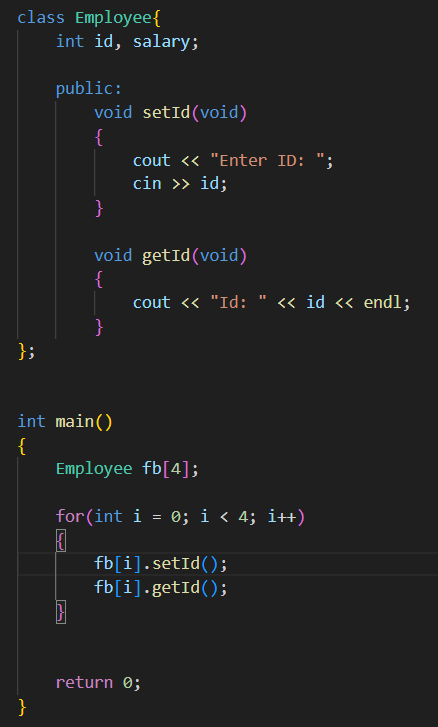 class Employee{
    int id, salary;

    public:
        void setId(void)
        {
            cout << "Enter ID: ";
            cin >> id;
        }

        void getId(void)
        {
            cout << "Id: " << id << endl;
        }
};


int main()
{
    Employee fb[4];

    for(int i = 0; i < 4; i++)
    {
        fb[i].setId();
        fb[i].getId();
    }


    return 0;
}